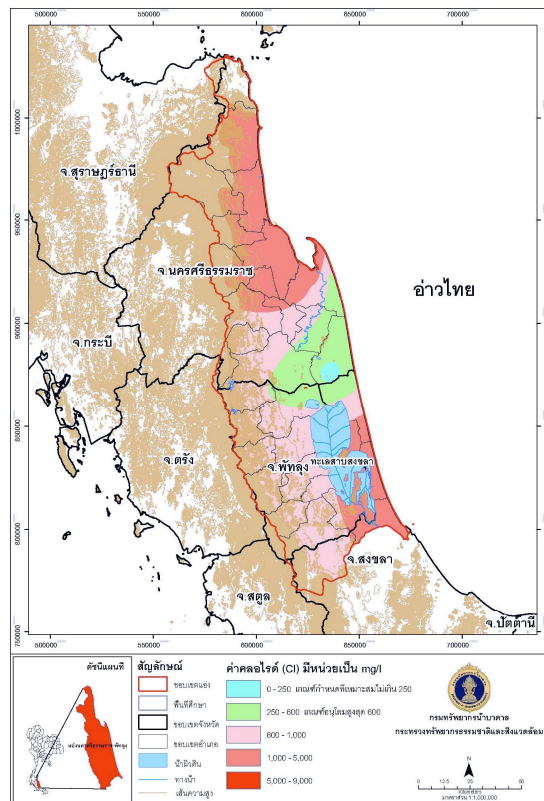 500000 550000 600000 650000 700000
จ.สุราษฎร์ธานี
จ.นครศรีธรรมราช
อ่าวไทย
จ.กระบี่
จ.ตรัง
จ.พัทลุง
ทะเลสาบสงขลา
จ.สงขลา
จ.สตูล
จ.ปัตตานี
1000000
950000
900000
850000
800000
750000
500000 550000 600000 650000 700000
ดัชนีแผนที่
สัญลักษณ์
ขอบเขตแอ่ง
พื้นที่ศึกษา
ขอบเขตจังหวัด
ขอบเขตอำเภอ
น้ำผิวดิน
ทางน้ำ
เส้นความสูง
ค่าคลอไรด์ (Cl) มีหน่วยเป็น mg/l
0 - 250 เกณฑ์กำหนดที่เหมาะสมไม่เกิน 250
250 - 600 เกณฑ์อนุโลมสูงสุด 600
600 - 1,000
1,000 - 5,000
5,000 - 9,000
กรมทรัพยากรน้ำบาดาล
กระทรวงทรัพยากรธรรมชาติและสิ่งแวดล้อม
N
0 25 50
มาตราส่วน 1:1,000,000